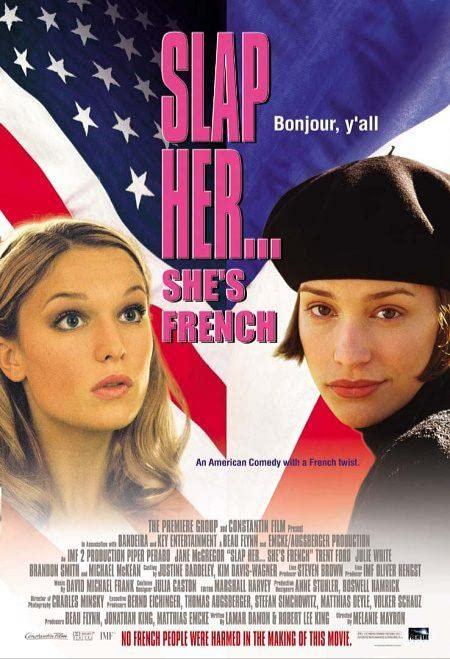 SLAP
HER...
SHE'S
FRENCH
Bonjour, y'all
An American Comedy with a French twist.
THE PREMIERE GROUP AND CONSTANTIN FILM Present
In Association with BANDEIRA and KEY ENTERTAINMENT A BEAU FLYNN and EMCKE/AUGSBERGER PRODUCTION
An IMF 2 PRODUCTION PIPER PERABO JANE McGREGOR "SLAP HER... SHE'S FRENCH" TRENT FORD JULIE WHITE
BRANDON SMITH and MICHAEL McKEAN Casting by JUSTINE BADDELEY, KIM DAVIS-WAGNER STEVEN BROWN IMF OLIVER HENGST
Music by DAVID MICHAEL FRANK Costume Designer JULIA CASTON Editor MARSHALL HARVEY Production Designers ANNE STUHLER, ROSWELL HAMRICK
Director of Photography CHARLES MINSKY Executive Producers BERND EICHINGER, THOMAS AUGSBERGER, STEFAN SIMCHOWITZ, MATTHIAS DEYLE, VOLKER SCHAUZ
Producers BEAU FLYNN, JONATHAN KING, MATTHIAS EMCKE Written by LAMAR DAMON & ROBERT LEE KING Directed by MELANIE MAYRON
Constantin Film IMF NO FRENCH PEOPLE WERE HARMED IN THE MAKING OF THIS MOVIE.